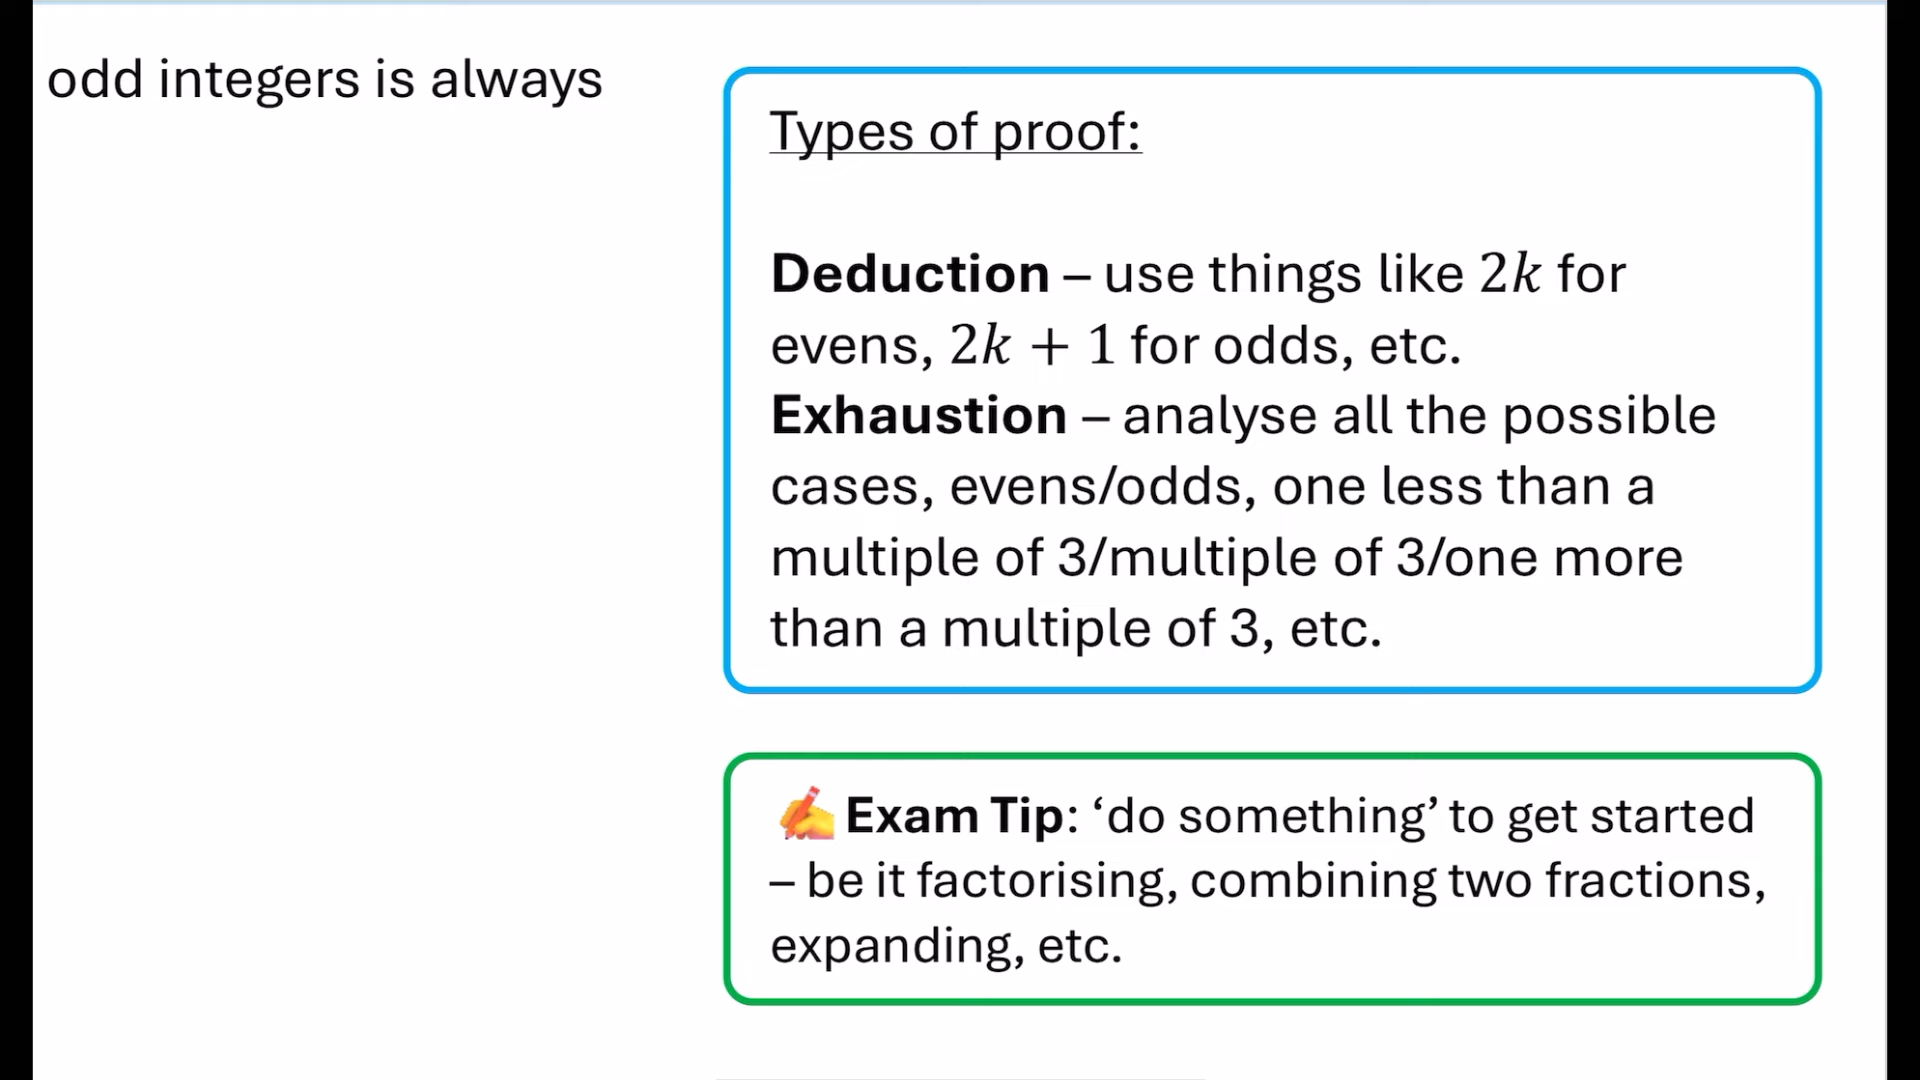 odd integers is always
Types of proof:
Deduction – use things like 2k for
evens, 2k + 1 for odds, etc.
Exhaustion – analyse all the possible
cases, evens/odds, one less than a
multiple of 3/multiple of 3/one more
than a multiple of 3, etc.
✍️ Exam Tip: ‘do something’ to get started
– be it factorising, combining two fractions,
expanding, etc.